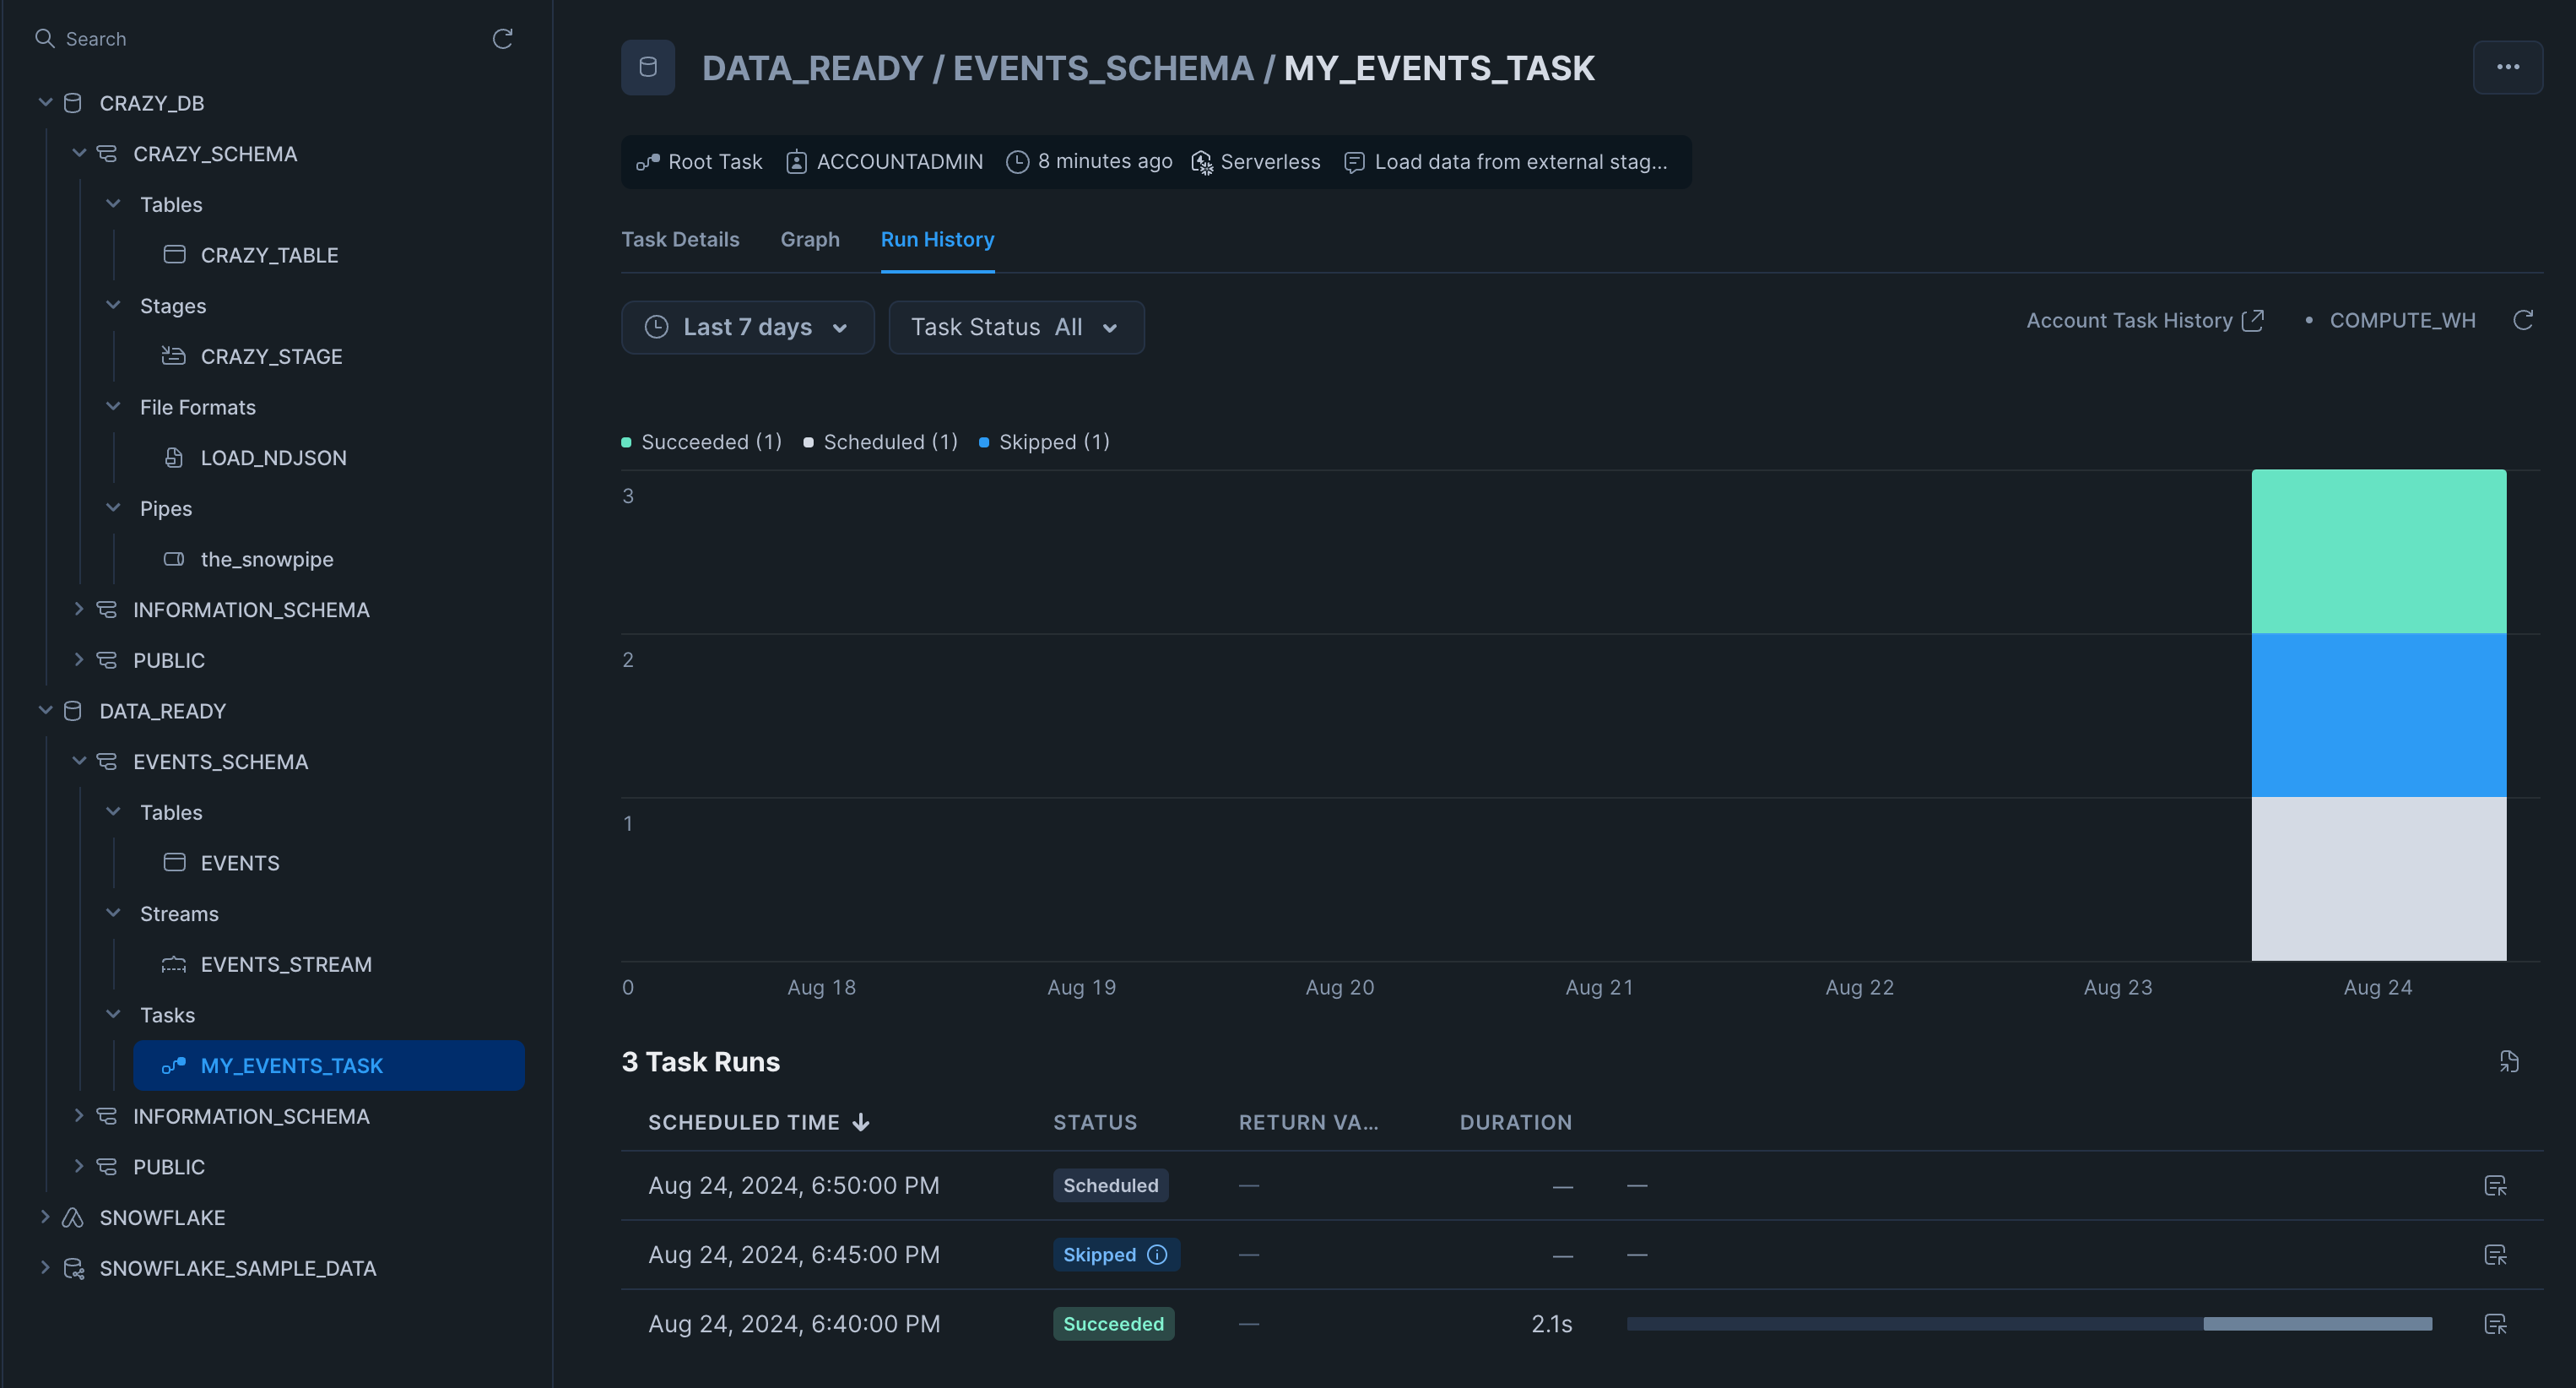 Search
CRAZY_DB
CRAZY_SCHEMA
Tables
CRAZY_TABLE
Stages
CRAZY_STAGE
File Formats
LOAD_NDJSON
Pipes
the_snowpipe
INFORMATION_SCHEMA
PUBLIC
DATA_READY
EVENTS_SCHEMA
Tables
EVENTS
Streams
EVENTS_STREAM
Tasks
MY_EVENTS_TASK
INFORMATION_SCHEMA
PUBLIC
SNOWFLAKE
SNOWFLAKE_SAMPLE_DATA
DATA_READY / EVENTS_SCHEMA / MY_EVENTS_TASK
Root Task ACCOUNTADMIN 8 minutes ago Serverless Load data from external stag...
Task Details Graph Run History
Last 7 days Task Status All Account Task History • COMPUTE_WH
Succeeded (1) Scheduled (1) Skipped (1)
3
2
1
0 Aug 18 Aug 19 Aug 20 Aug 21 Aug 22 Aug 23 Aug 24
3 Task Runs
SCHEDULED TIME STATUS RETURN VA... DURATION
Aug 24, 2024, 6:50:00 PM Scheduled — — —
Aug 24, 2024, 6:45:00 PM Skipped — — —
Aug 24, 2024, 6:40:00 PM Succeeded — 2.1s